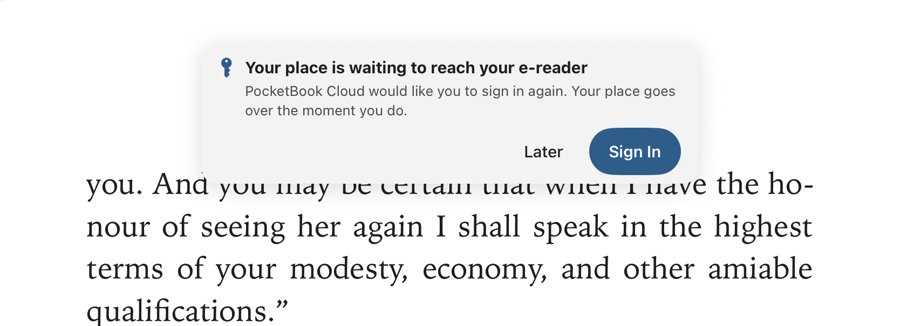 Your place is waiting to reach your e-reader
PocketBook Cloud would like you to sign in again. Your place goes
over the moment you do.
Later
Sign In
you. And you may be certain that when I have the ho-
nour of seeing her again I shall speak in the highest
terms of your modesty, economy, and other amiable
qualifications.”